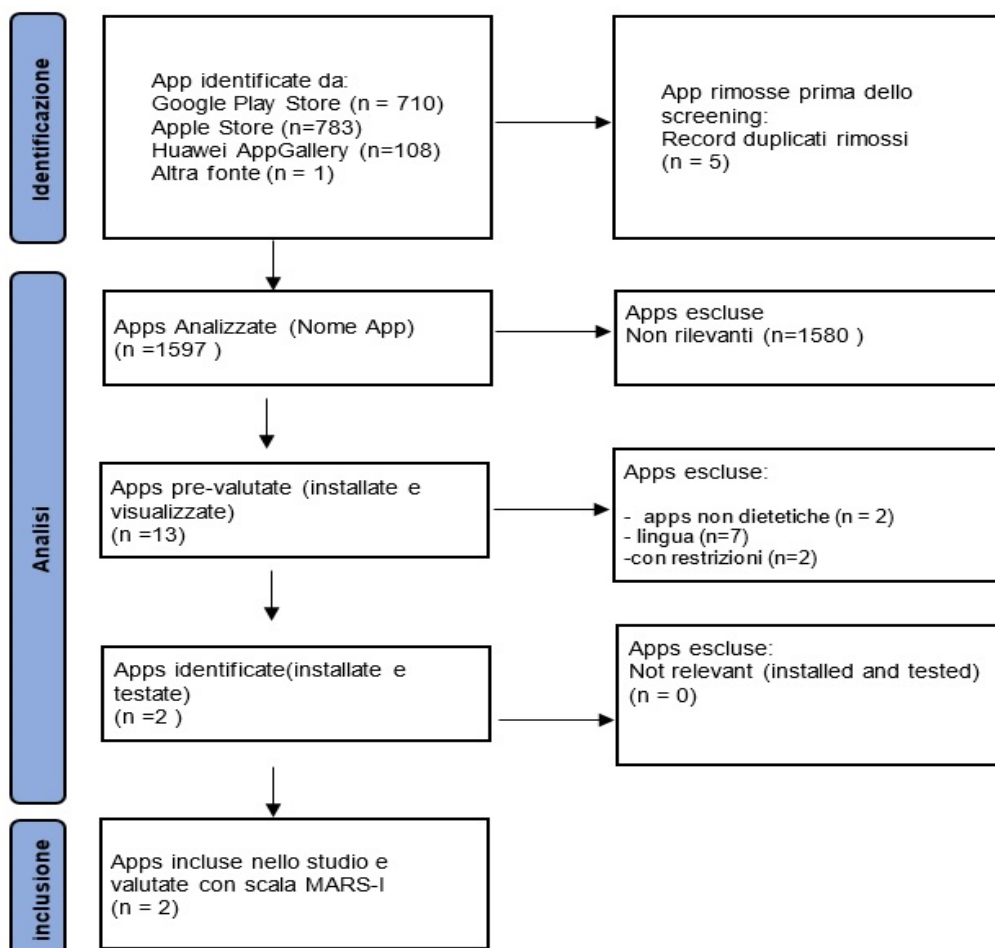 Identificazione
App identificate da:
Google Play Store (n = 710)
Apple Store (n=783)
Huawei AppGallery (n=108)
Altra fonte (n = 1)
App rimosse prima dello
screening:
Record duplicati rimossi
(n = 5)
Analisi
Apps Analizzate (Nome App)
(n =1597 )
Apps escluse
Non rilevanti (n=1580 )
Apps pre-valutate (installate e
visualizzate)
(n =13)
Apps escluse:
- apps non dietetiche (n = 2)
- lingua (n=7)
-con restrizioni (n=2)
Apps identificate(installate e
testate)
(n =2 )
Apps escluse:
Not relevant (installed and tested)
(n = 0)
inclusione
Apps incluse nello studio e
valutate con scala MARS-I
(n = 2)